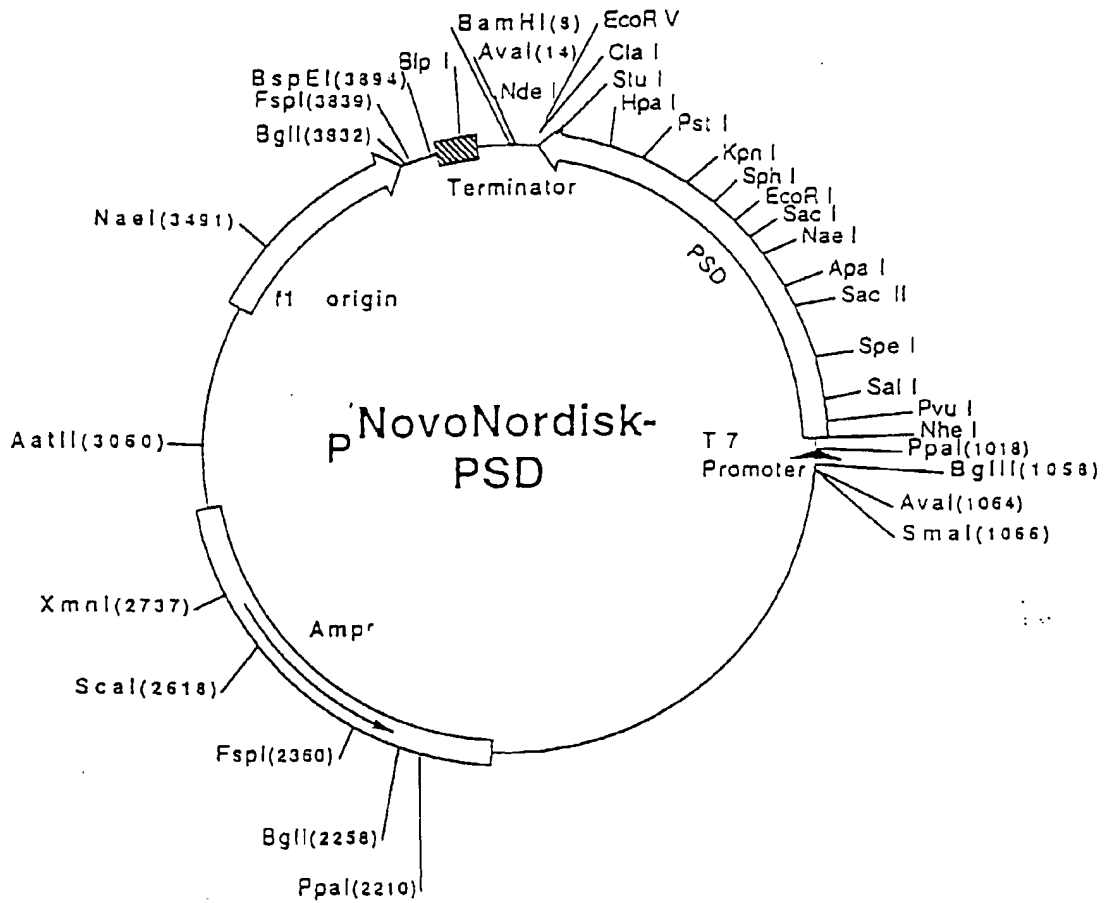 BamHI(8)
EcoR V
AvaI(14)
Cla I
Blp I
Stu I
BspEI(3894)
Nde I
Hpa I
FspI(3839)
Pst I
BglI(3832)
Kpn I
Terminator
Sph I
EcoR I
NaeI(3491)
Sac I
Nae I
PSD
Apa I
f1 origin
Sac II
Spe I
Sal I
Pvu I
P'NovoNordisk-
PSD
AatII(3060)
Nhe I
T 7
Promoter
PpaI(1018)
BglII(1058)
AvaI(1064)
SmaI(1066)
XmnI(2737)
Ampr
ScaI(2618)
FspI(2360)
BglI(2258)
PpaI(2210)